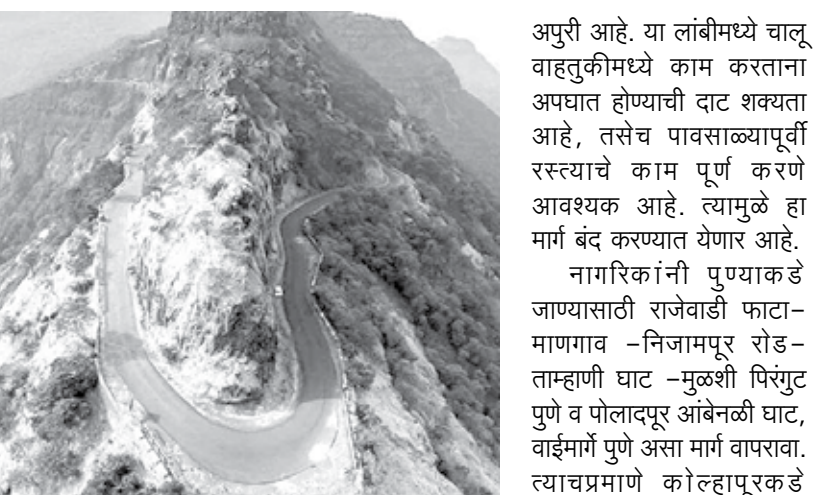 अपुरी आहे. या लांबीमध्ये चालू
वाहतुकीमध्ये काम करताना
अपघात होण्याची दाट शक्यता
आहे, तसेच पावसाळ्यापूर्वी
रस्त्याचे काम पूर्ण करणे
आवश्यक आहे. त्यामुळे हा
मार्ग बंद करण्यात येणार आहे.
नागरिकांनी पुण्याकडे
जाण्यासाठी राजेवाडी फाटा–
माणगाव –निजामपूर रोड–
ताम्हाणी घाट –मुळशी पिरंगुट
पुणे व पोलादपूर आंबेनळी घाट,
वाईमार्गे पुणे असा मार्ग वापरावा.
त्याचप्रमाणे कोल्हापूरकडे